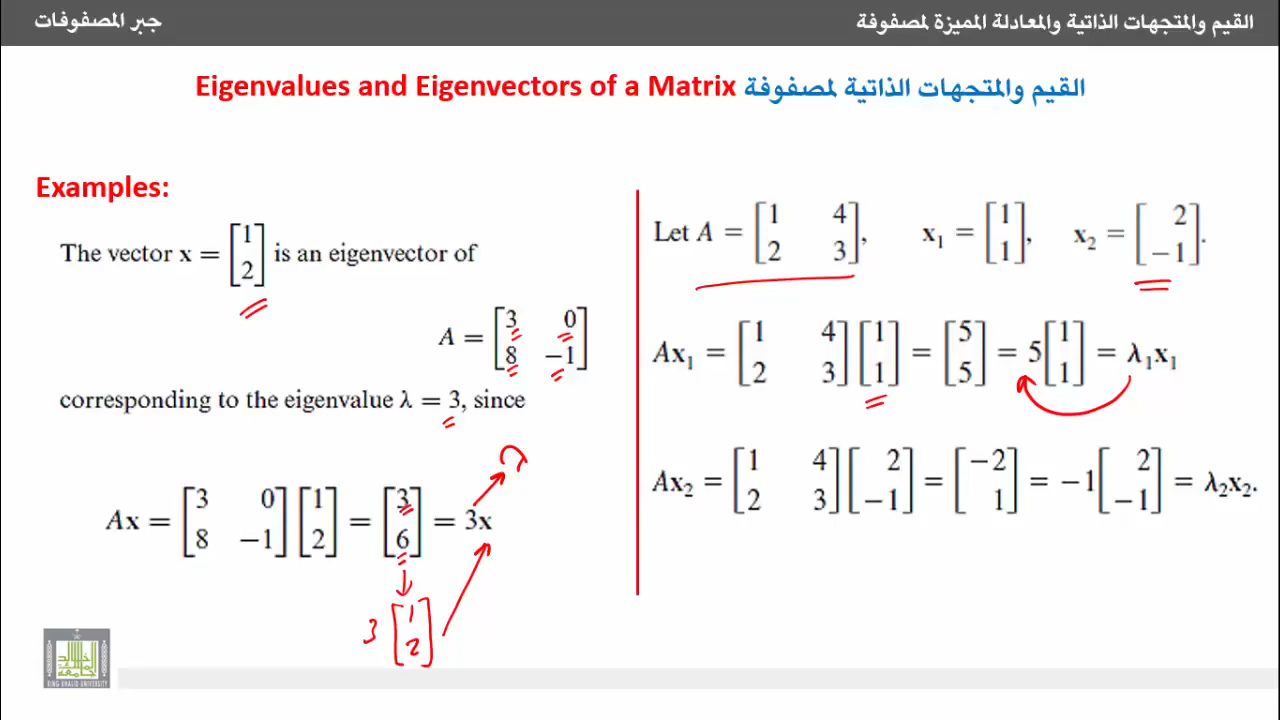 القيم والمتجهات الذاتية والمعادلة المميزة لمصفوفة
جبر المصفوفات
Eigenvalues and Eigenvectors of a Matrix القيم والمتجهات الذاتية لمصفوفة
Examples:
The vector x = [1 2] is an eigenvector of
A = [3 0 8 −1]
corresponding to the eigenvalue λ = 3, since
Ax = [3 0 8 −1] [1 2] = [3 6] = 3x
λ
3 [1 2]
Let A = [1 4 2 3], x₁ = [1 1], x₂ = [2 −1].
Ax₁ = [1 4 2 3] [1 1] = [5 5] = 5 [1 1] = λ₁x₁
Ax₂ = [1 4 2 3] [2 −1] = [−2 1] = −1 [2 −1] = λ₂x₂.
KING KHALID UNIVERSITY